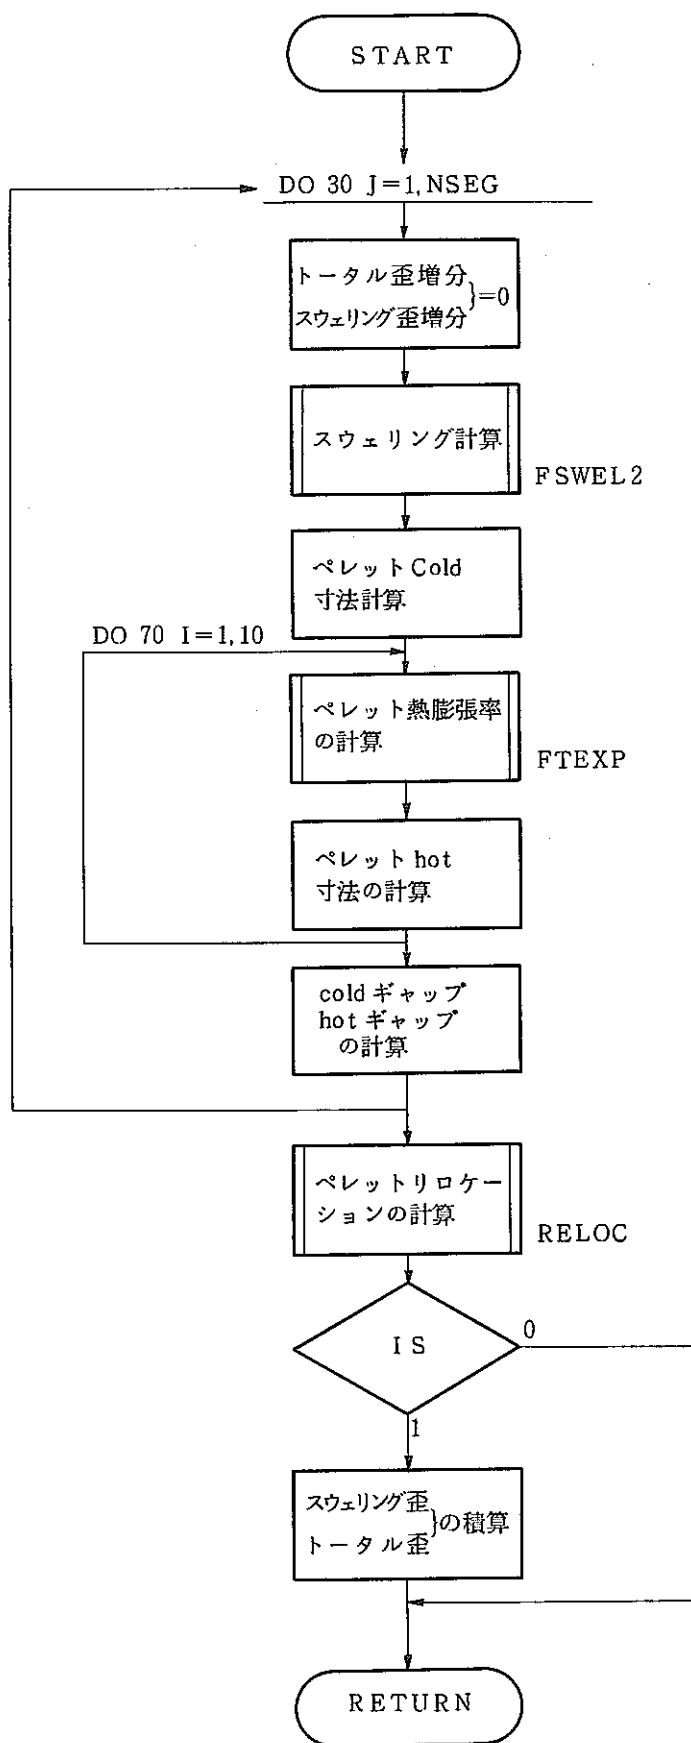 START
DO 30 J=1, NSEG
トータル歪増分
スウェリング歪増分
}=0
スウェリング計算
FSWEL2
ペレットCold
寸法計算
DO 70 I=1,10
ペレット熱膨張率
の計算
FTEXP
ペレットhot
寸法の計算
coldギャップ
hotギャップ
の計算
ペレットリロケー
ションの計算
RELOC
IS
0
1
スウェリング歪
トータル歪
}の積算
RETURN